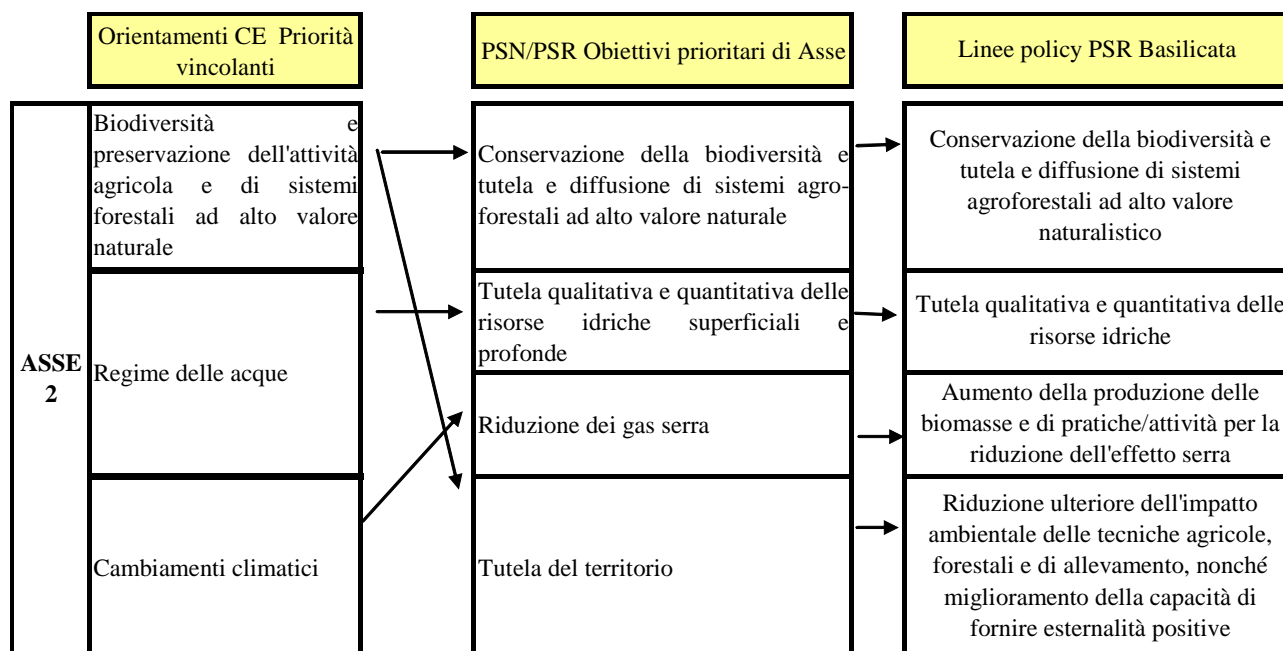 Orientamenti CE Priorità
vincolanti
PSN/PSR Obiettivi prioritari di Asse
Linee policy PSR Basilicata
ASSE
2
Biodiversità e
preservazione dell'attività
agricola e di sistemi
forestali ad alto valore
naturale
Conservazione della biodiversità e
tutela e diffusione di sistemi agro-
forestali ad alto valore naturale
Conservazione della biodiversità e
tutela e diffusione di sistemi
agroforestali ad alto valore
naturalistico
Regime delle acque
Tutela qualitativa e quantitativa delle
risorse idriche superficiali e
profonde
Tutela qualitativa e quantitativa delle
risorse idriche
Riduzione dei gas serra
Aumento della produzione delle
biomasse e di pratiche/attività per la
riduzione dell'effetto serra
Cambiamenti climatici
Tutela del territorio
Riduzione ulteriore dell'impatto
ambientale delle tecniche agricole,
forestali e di allevamento, nonché
miglioramento della capacità di
fornire esternalità positive